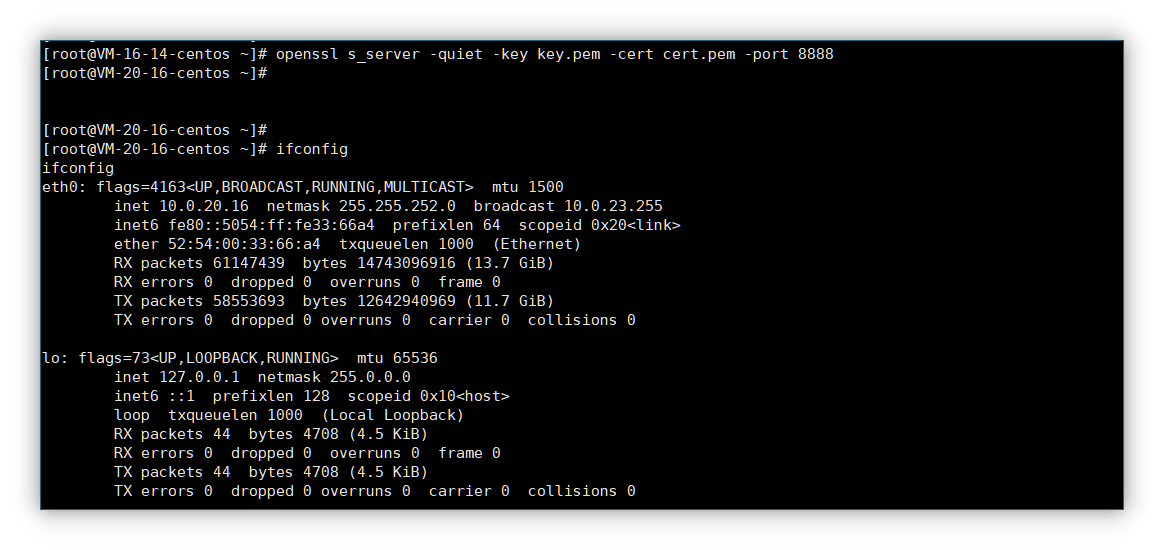 [root@VM-16-14-centos ~]# openssl s_server -quiet -key key.pem -cert cert.pem -port 8888
[root@VM-20-16-centos ~]#
[root@VM-20-16-centos ~]#
[root@VM-20-16-centos ~]# ifconfig
ifconfig
eth0: flags=4163<UP,BROADCAST,RUNNING,MULTICAST>  mtu 1500
        inet 10.0.20.16  netmask 255.255.252.0  broadcast 10.0.23.255
        inet6 fe80::5054:ff:fe33:66a4  prefixlen 64  scopeid 0x20<link>
        ether 52:54:00:33:66:a4  txqueuelen 1000  (Ethernet)
        RX packets 61147439  bytes 14743096916 (13.7 GiB)
        RX errors 0  dropped 0  overruns 0  frame 0
        TX packets 58553693  bytes 12642940969 (11.7 GiB)
        TX errors 0  dropped 0 overruns 0  carrier 0  collisions 0
lo: flags=73<UP,LOOPBACK,RUNNING>  mtu 65536
        inet 127.0.0.1  netmask 255.0.0.0
        inet6 ::1  prefixlen 128  scopeid 0x10<host>
        loop  txqueuelen 1000  (Local Loopback)
        RX packets 44  bytes 4708 (4.5 KiB)
        RX errors 0  dropped 0  overruns 0  frame 0
        TX packets 44  bytes 4708 (4.5 KiB)
        TX errors 0  dropped 0 overruns 0  carrier 0  collisions 0